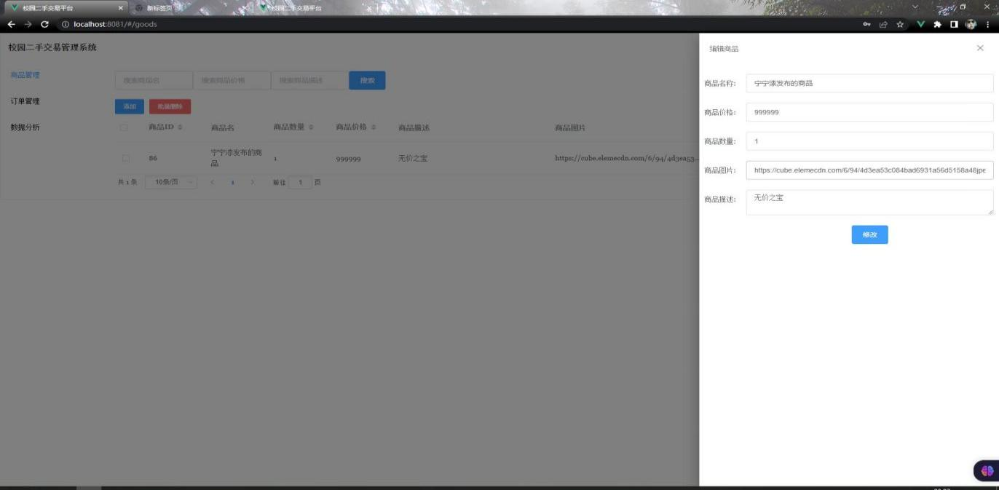 校园二手交易平台
新标签页
校园二手交易平台
localhost:8081/#/goods
校园二手交易管理系统
商品管理
订单管理
数据分析
搜索商品名
搜索商品价格
搜索商品描述
搜索
添加
批量删除
商品ID
商品名
商品数量
商品价格
商品描述
商品图片
86
宁宁漆发布的商
品
1
999999
无价之宝
https://cube.elemecdn.com/6/94/4d3ea53...
共 1 条
10条/页
1
前往
1
页
编辑商品
商品名称:
宁宁漆发布的商品
商品价格:
999999
商品数量:
1
商品图片:
https://cube.elemecdn.com/6/94/4d3ea53c084bad6931a56d5158a48jpe
商品描述:
无价之宝
修改